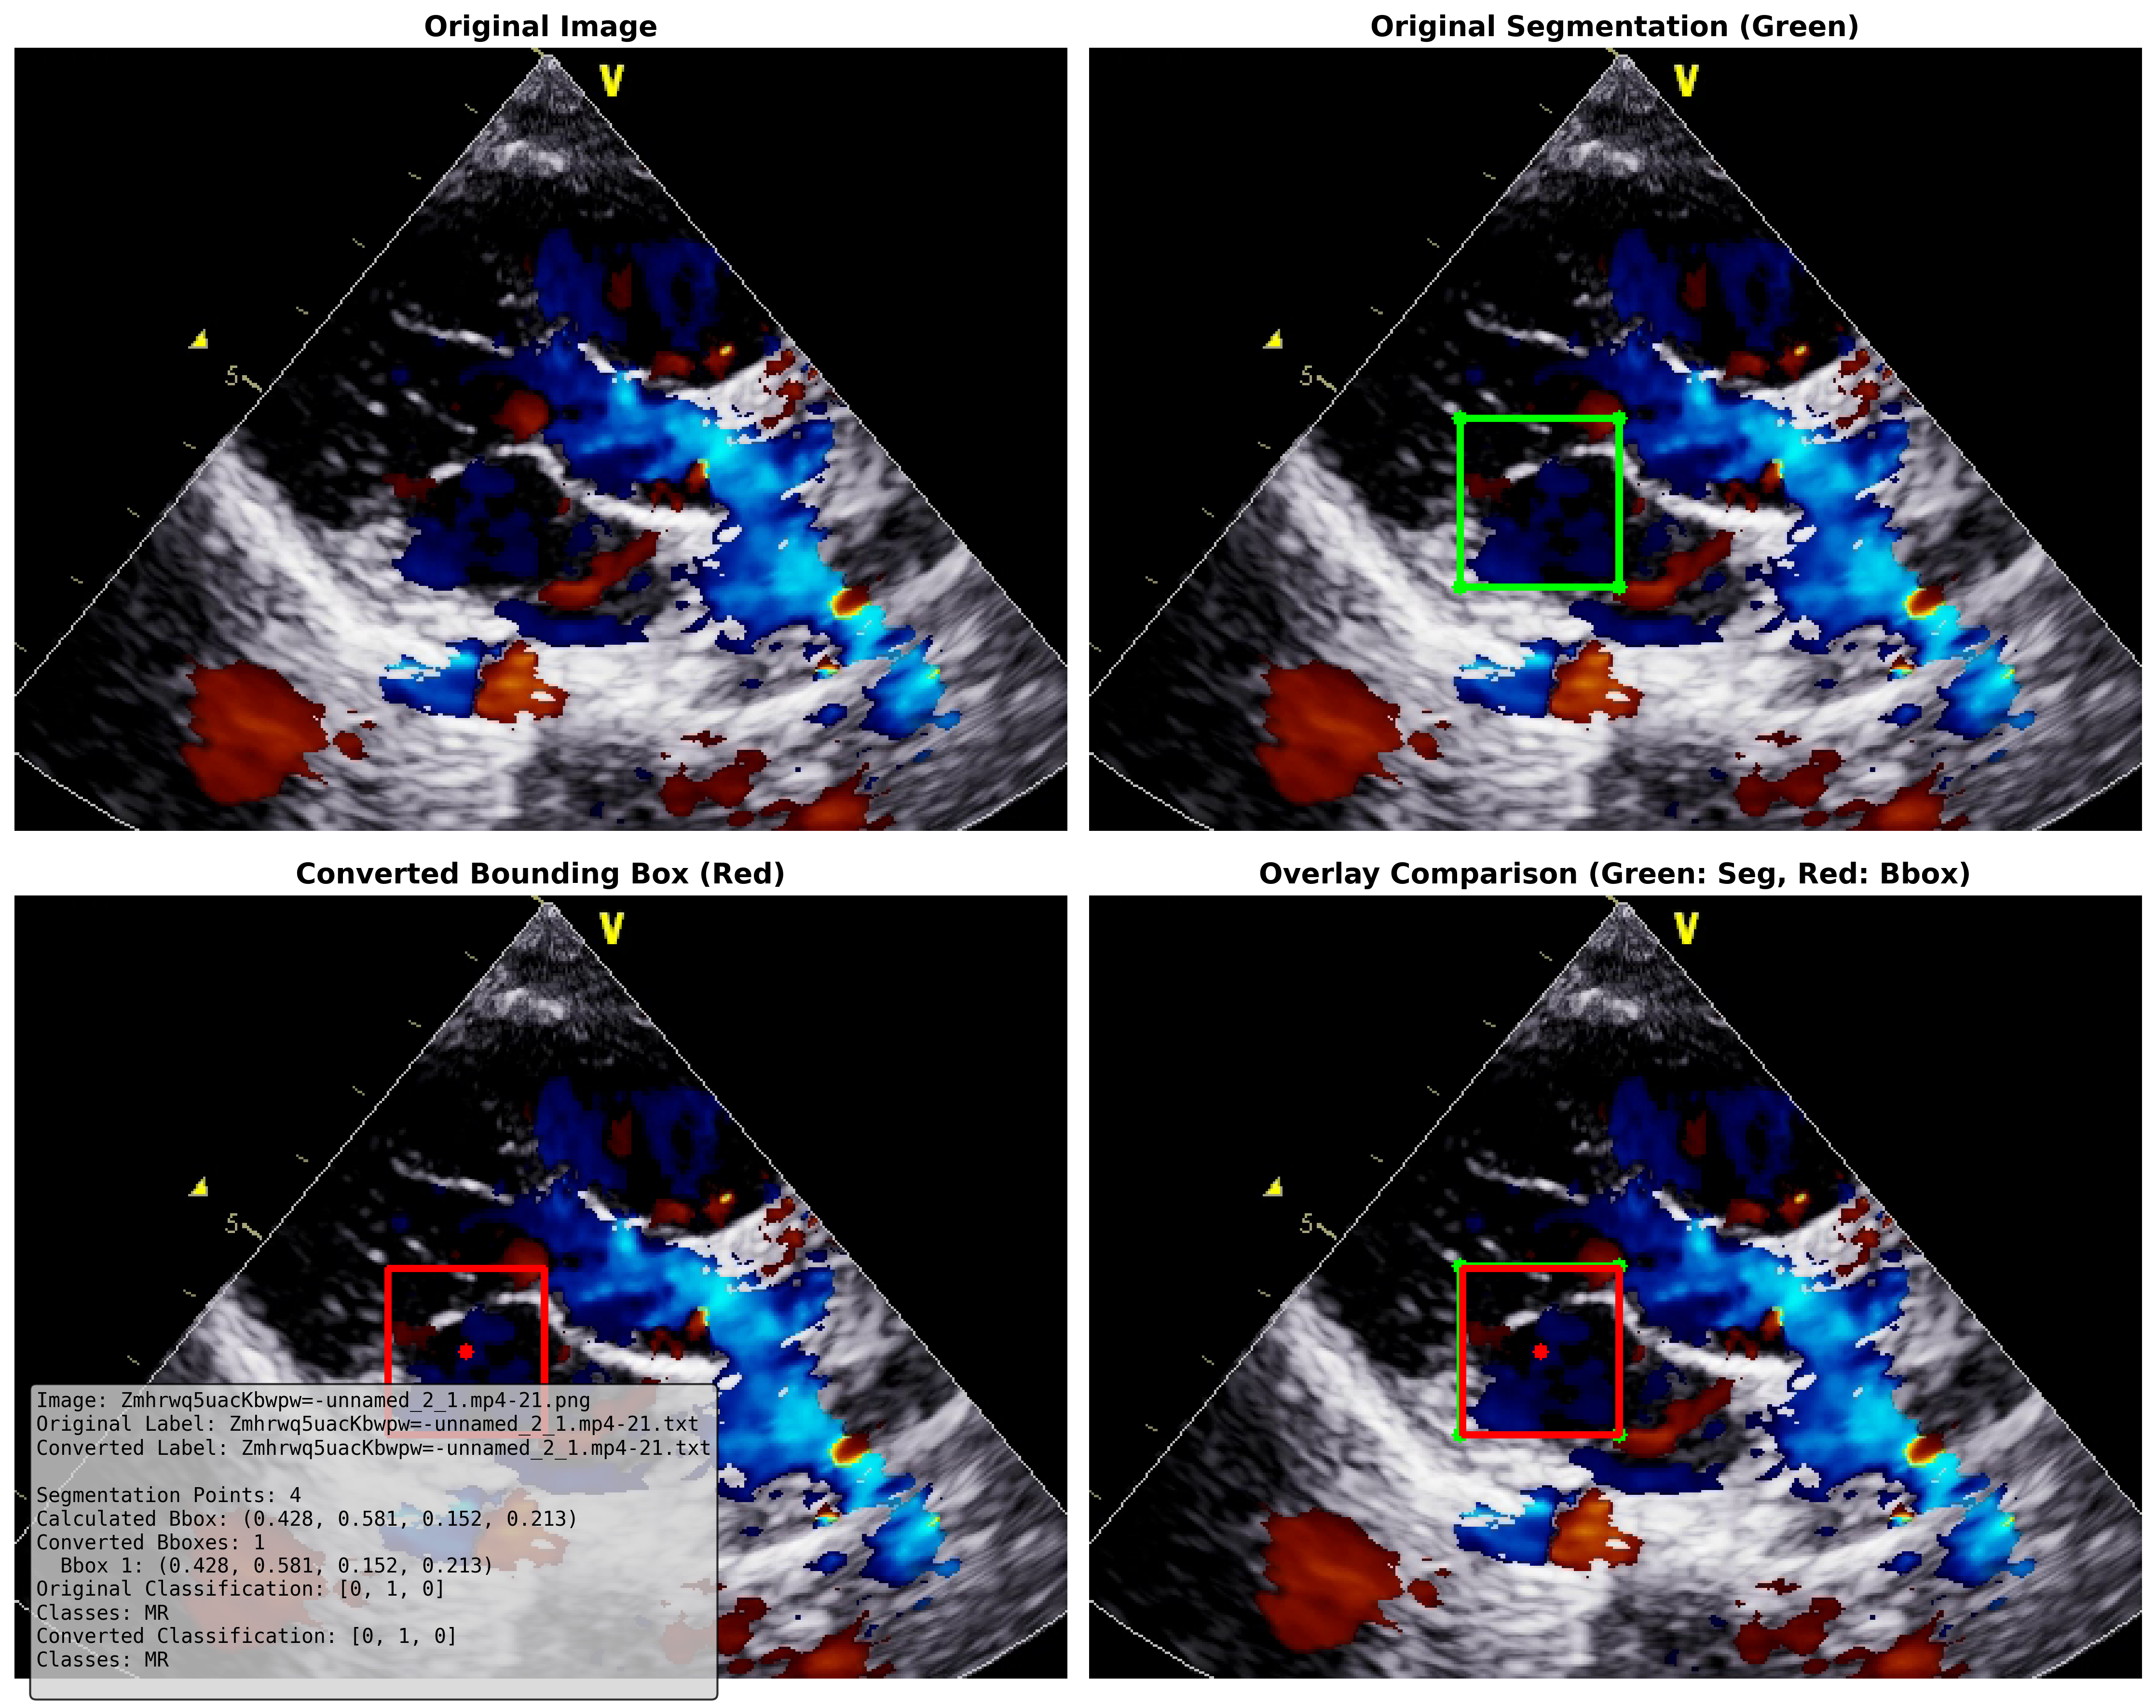 Original Image
Original Segmentation (Green)
V
V
5
5
Converted Bounding Box (Red)
Overlay Comparison (Green: Seg, Red: Bbox)
V
V
5
5
Image: Zmhrwq5uacKbwpw=-unnamed_2_1.mp4-21.png
Original Label: Zmhrwq5uacKbwpw=-unnamed_2_1.mp4-21.txt
Converted Label: Zmhrwq5uacKbwpw=-unnamed_2_1.mp4-21.txt
Segmentation Points: 4
Calculated Bbox: (0.428, 0.581, 0.152, 0.213)
Converted Bboxes: 1
Bbox 1: (0.428, 0.581, 0.152, 0.213)
Original Classification: [0, 1, 0]
Classes: MR
Converted Classification: [0, 1, 0]
Classes: MR